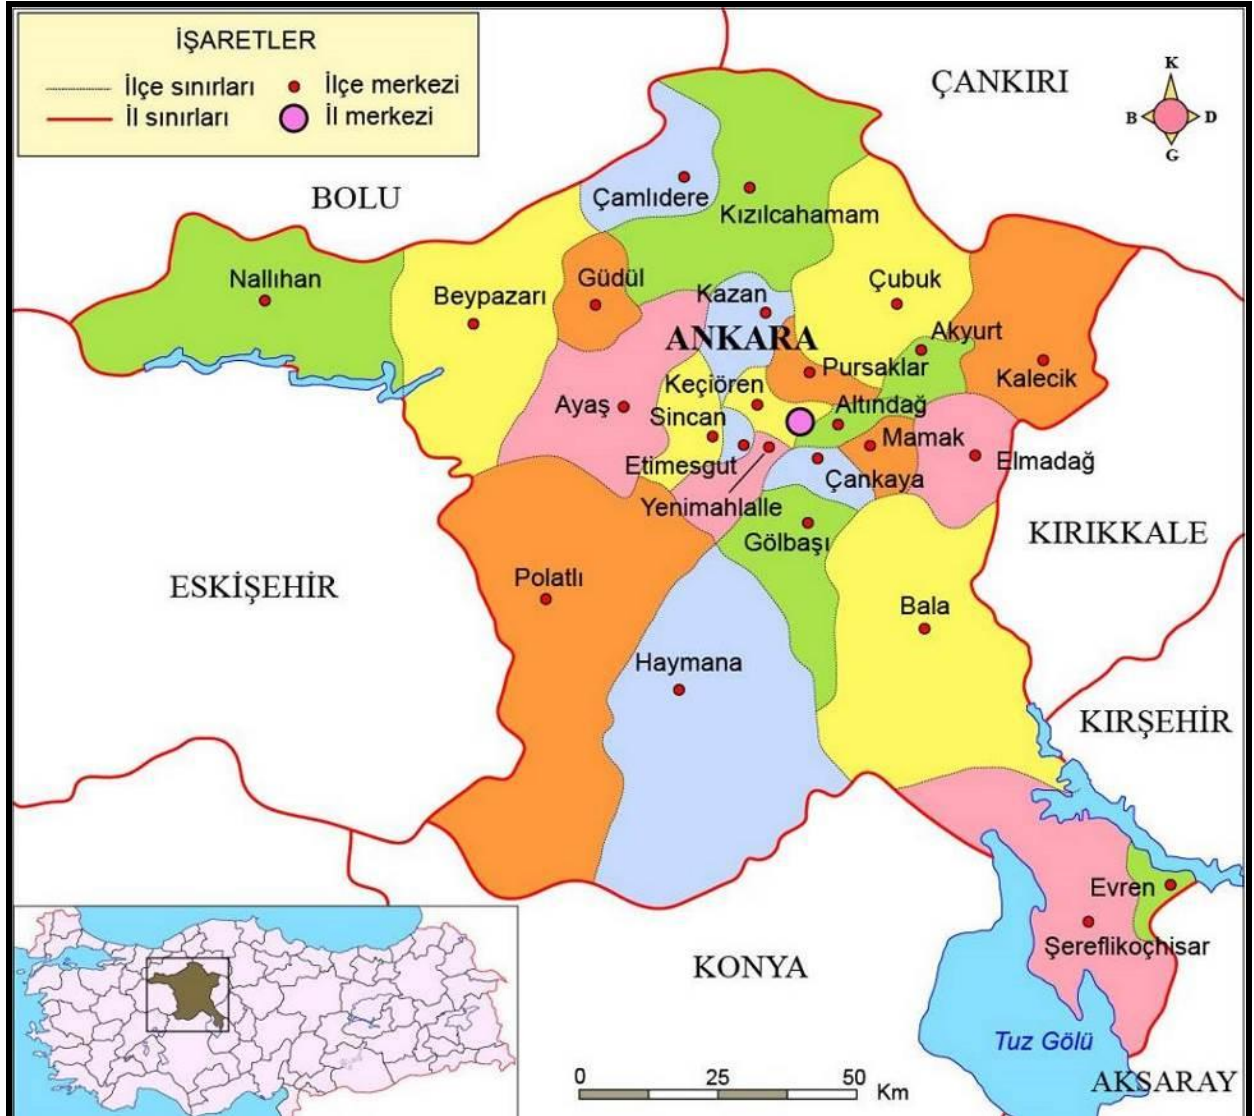 İŞARETLER
İlçe sınırları
İlçe merkezi
İl sınırları
İl merkezi
ÇANKIRI
K
B
D
G
BOLU
Çamlıdere
Kızılcahamam
Nallıhan
Beypazarı
Güdül
Kazan
Çubuk
ANKARA
Akyurt
Pursaklar
Kalecik
Keçiören
Ayaş
Sincan
Altındağ
Mamak
Elmadağ
Etimesgut
Çankaya
Yenimahlalle
Gölbaşı
KIRIKKALE
ESKİŞEHİR
Polatlı
Bala
Haymana
KIRŞEHİR
Evren
Şereflikoçhisar
KONYA
Tuz Gölü
AKSARAY
0 25 50 Km